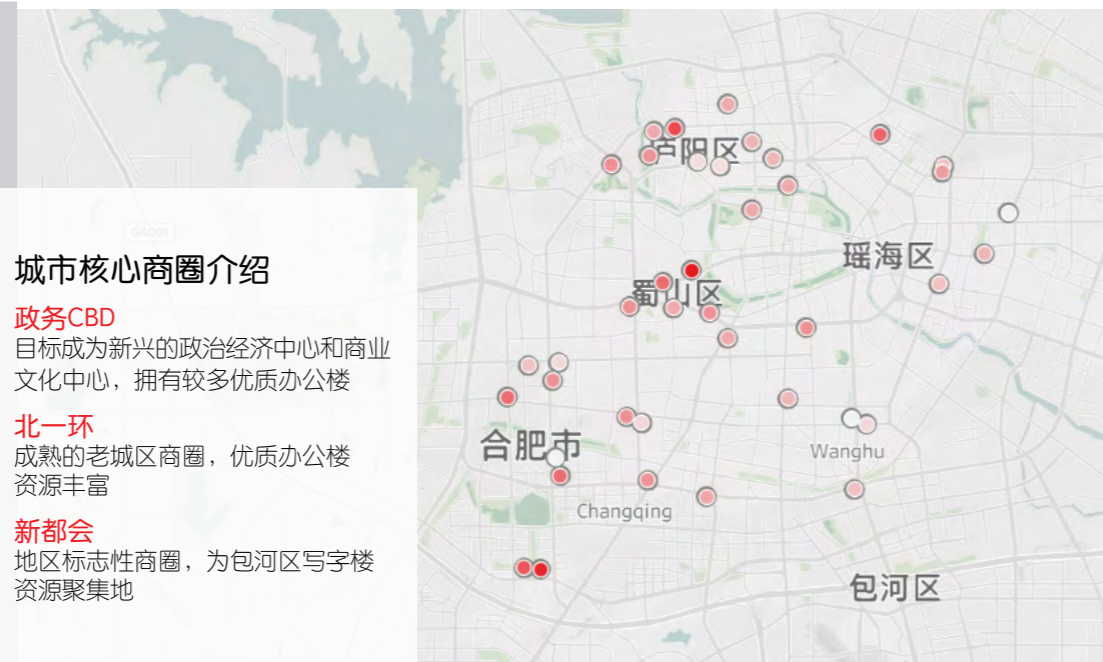 G4001
城市核心商圈介绍
政务CBD
目标成为新兴的政治经济中心和商业
文化中心，拥有较多优质办公楼
北一环
成熟的老城区商圈，优质办公楼
资源丰富
新都会
地区标志性商圈，为包河区写字楼
资源聚集地
庐阳区
瑶海区
蜀山区
合肥市
Wanghu
Changqing
包河区